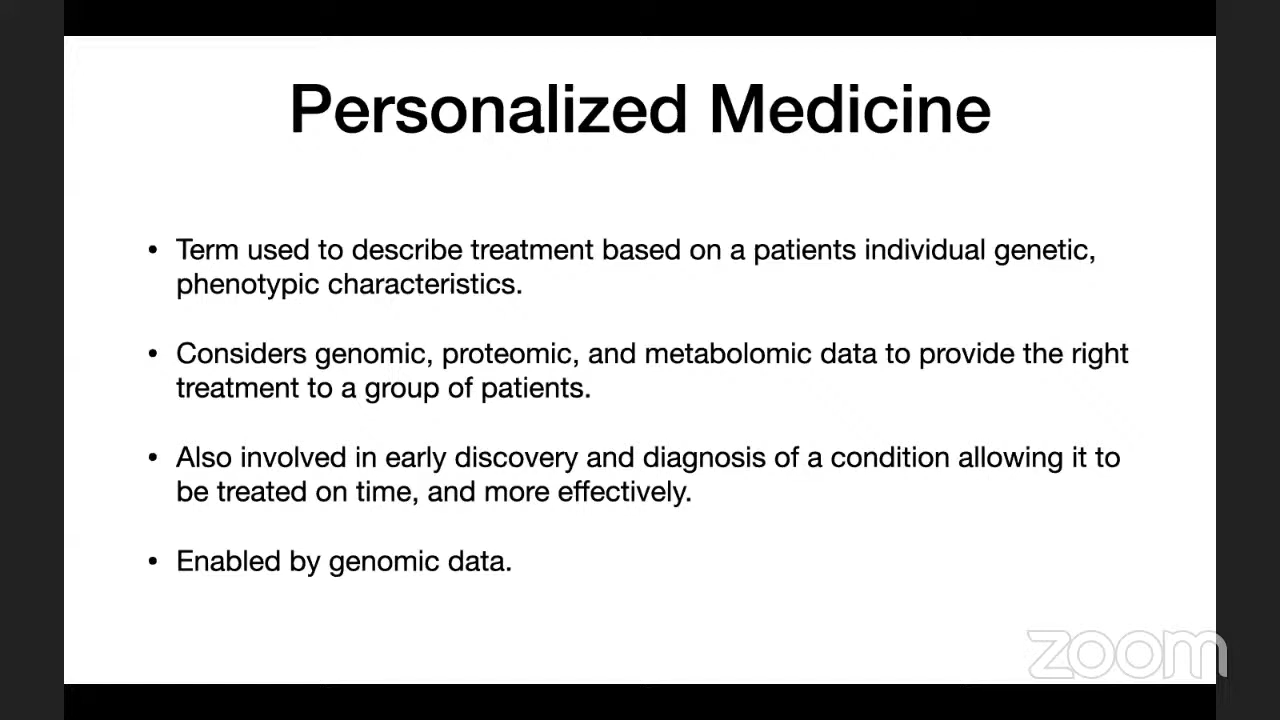 Personalized Medicine
• Term used to describe treatment based on a patients individual genetic,
phenotypic characteristics.
• Considers genomic, proteomic, and metabolomic data to provide the right
treatment to a group of patients.
• Also involved in early discovery and diagnosis of a condition allowing it to
be treated on time, and more effectively.
• Enabled by genomic data.
zoom